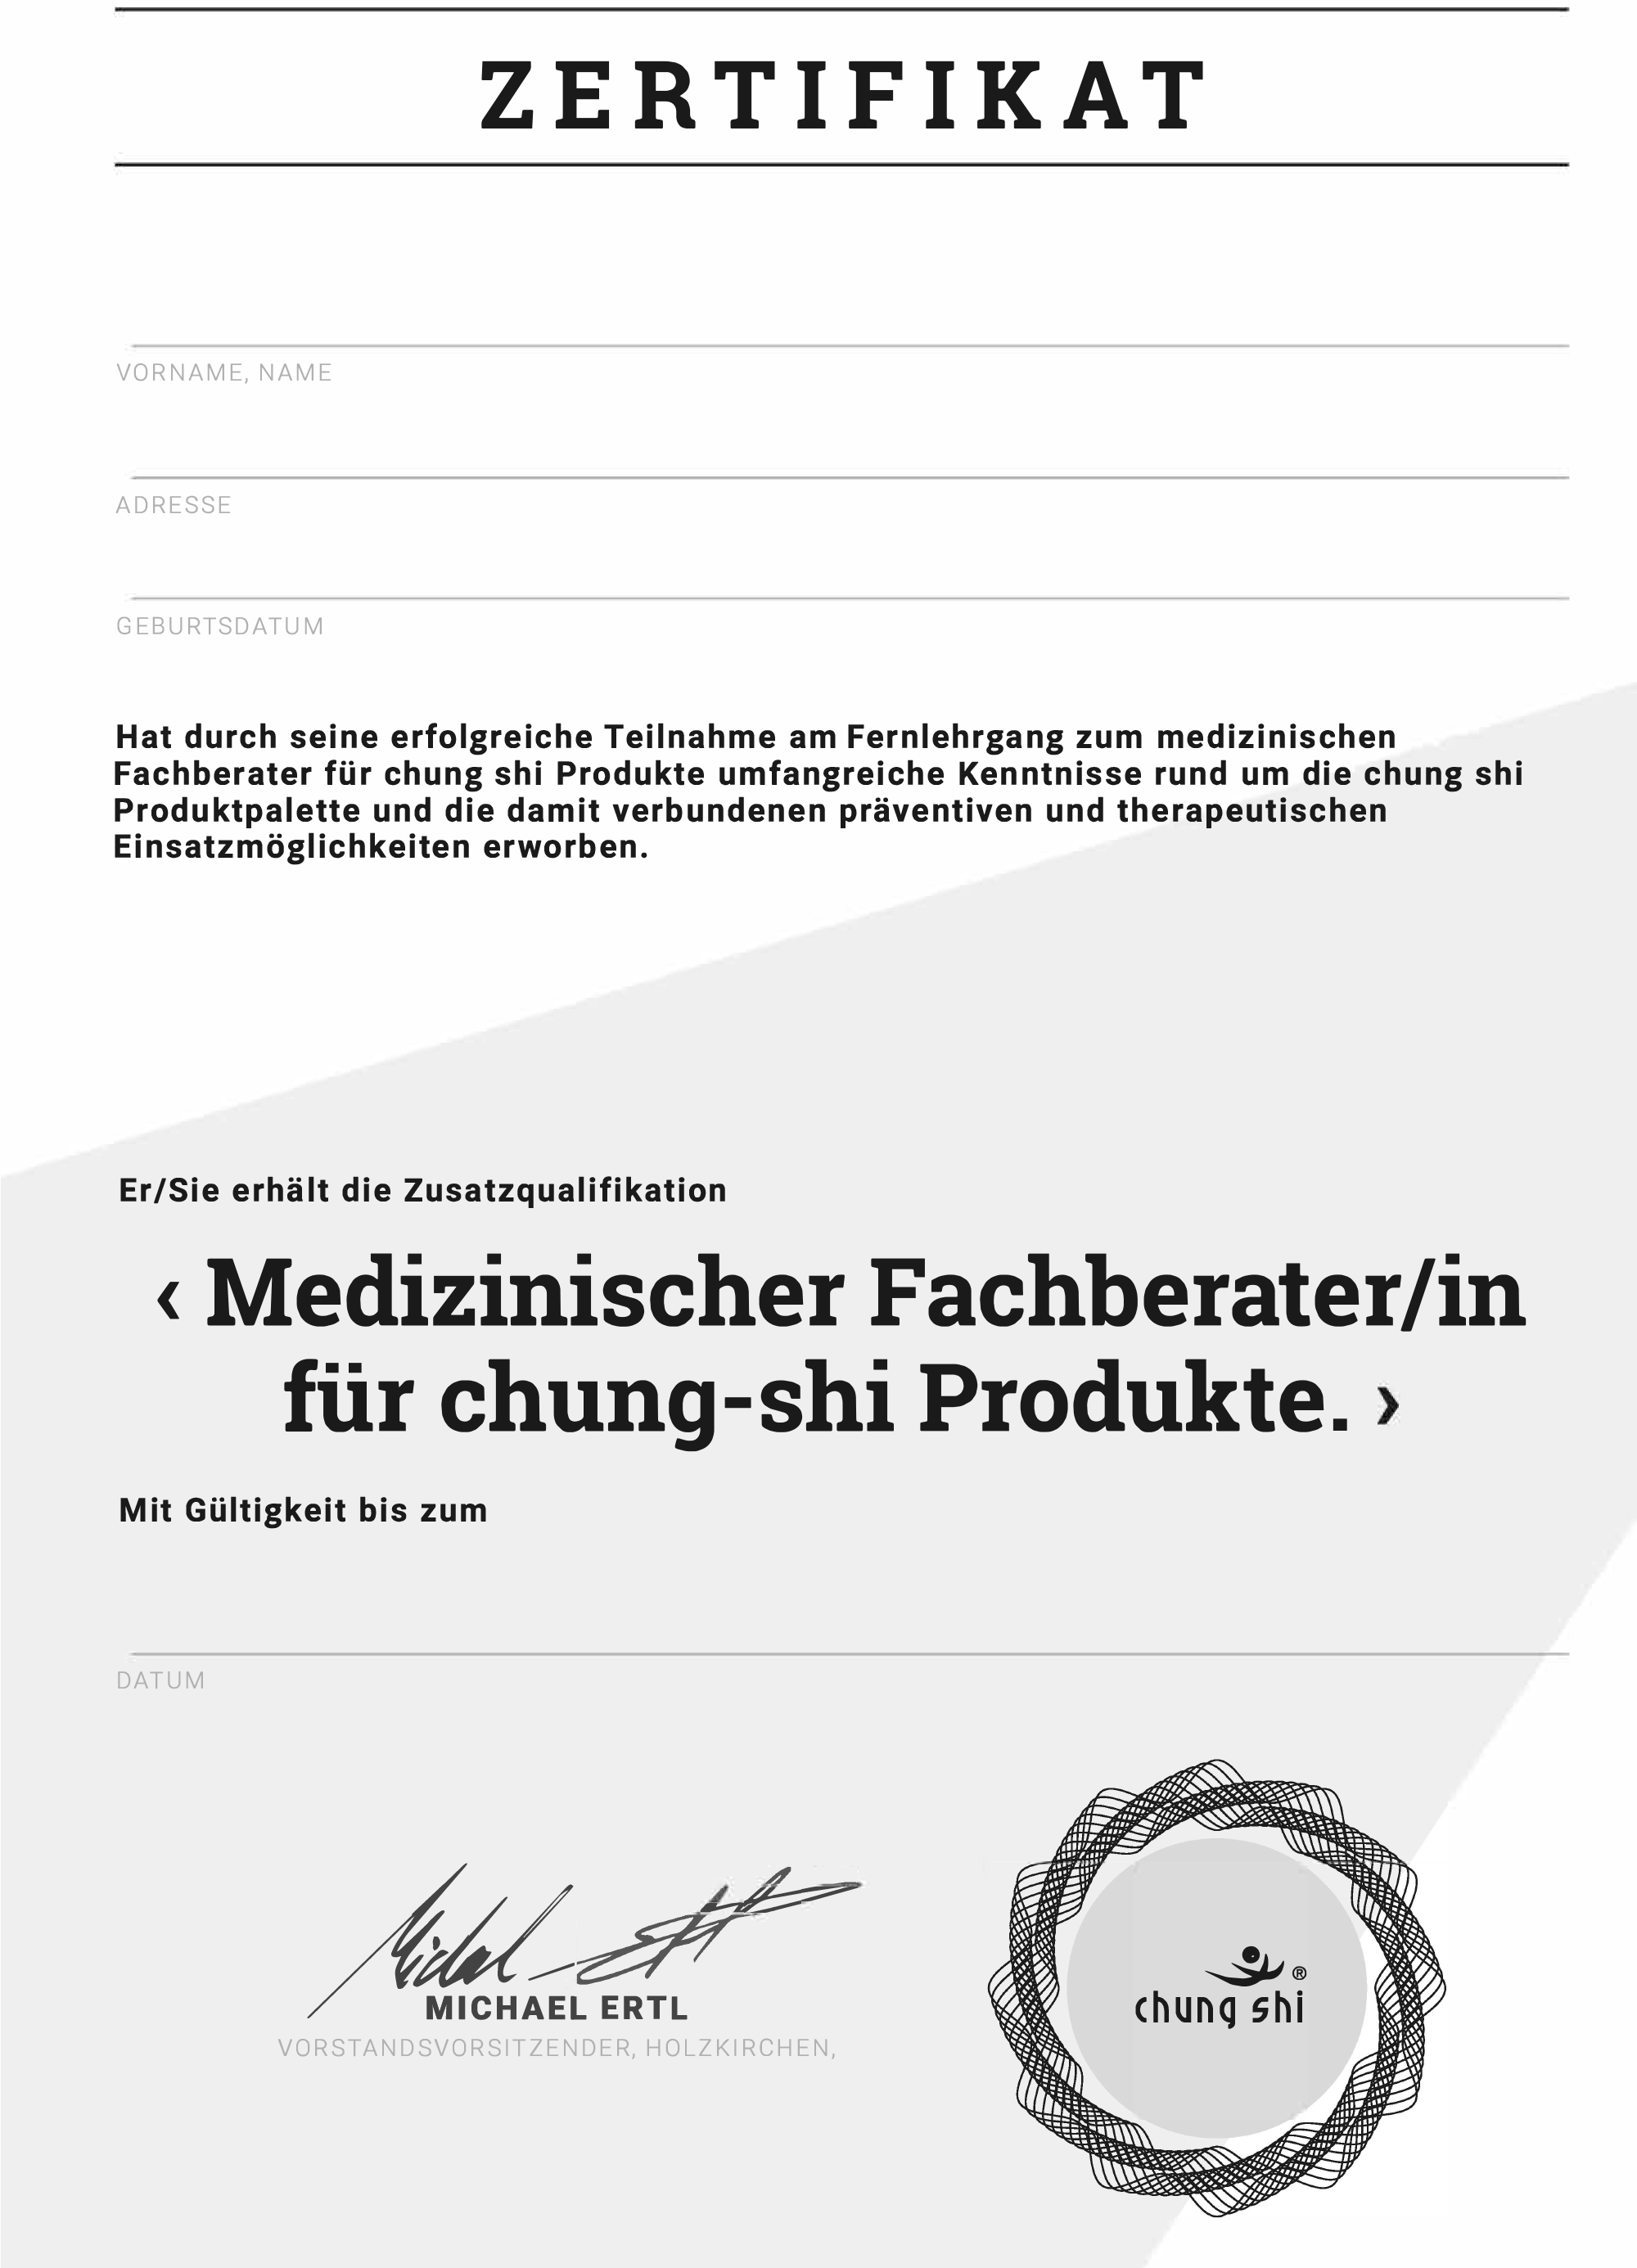 ZERTIFIKAT
VORNAME, NAME
ADRESSE
GEBURTSDATUM
Hat durch seine erfolgreiche Teilnahme am Fernlehrgang zum medizinischen
Fachberater für chung shi Produkte umfangreiche Kenntnisse rund um die chung shi
Produktpalette und die damit verbundenen präventiven und therapeutischen
Einsatzmöglichkeiten erworben.
Er/Sie erhält die Zusatzqualifikation
‹ Medizinischer Fachberater/in
für chung-shi Produkte. ›
Mit Gültigkeit bis zum
DATUM
Michael Ertl
MICHAEL ERTL
VORSTANDSVORSITZENDER, HOLZKIRCHEN,
®
chung shi